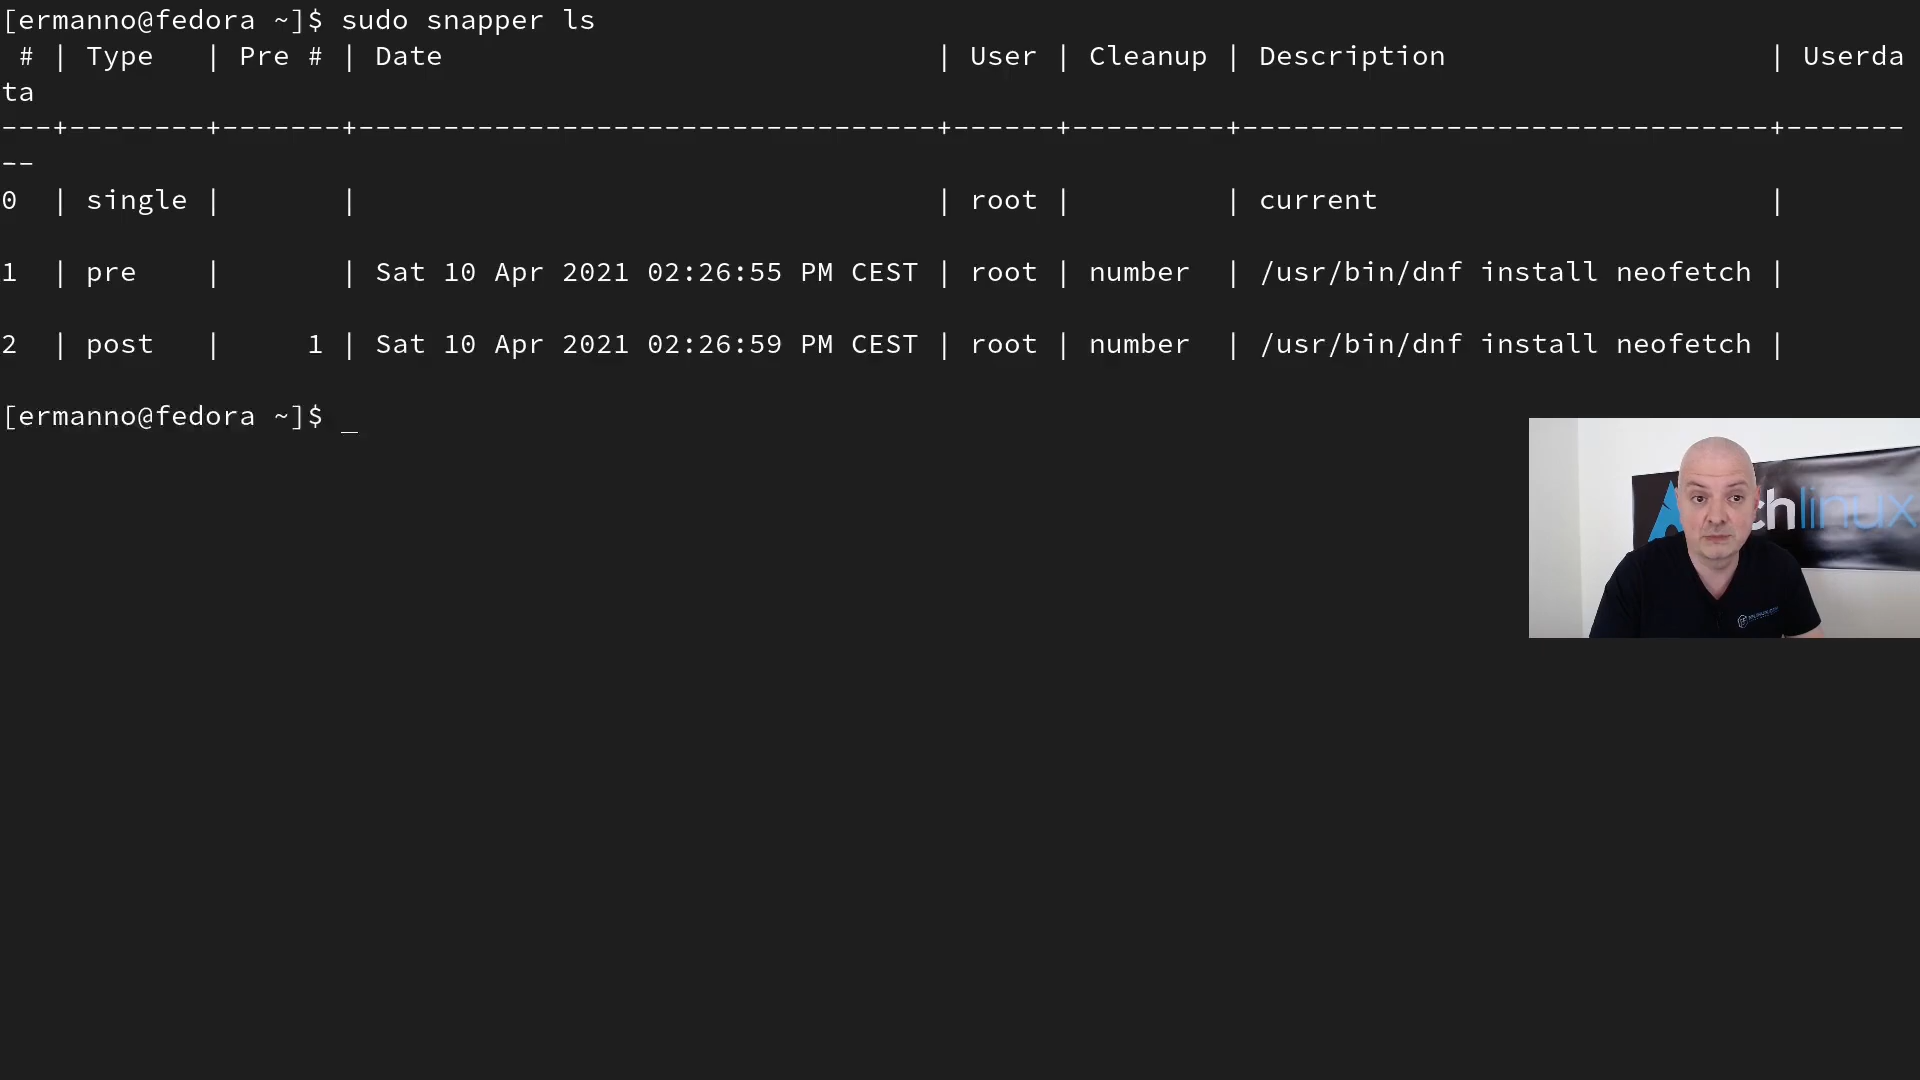 [ermanno@fedora ~]$ sudo snapper ls
 # | Type   | Pre # | Date                             | User | Cleanup | Description                   | Userda
ta
---+--------+-------+----------------------------------+------+---------+-------------------------------+-------
--
0  | single |       |                                  | root |         | current                       |
1  | pre    |       | Sat 10 Apr 2021 02:26:55 PM CEST | root | number  | /usr/bin/dnf install neofetch |
2  | post   |     1 | Sat 10 Apr 2021 02:26:59 PM CEST | root | number  | /usr/bin/dnf install neofetch |
[ermanno@fedora ~]$ _
linux